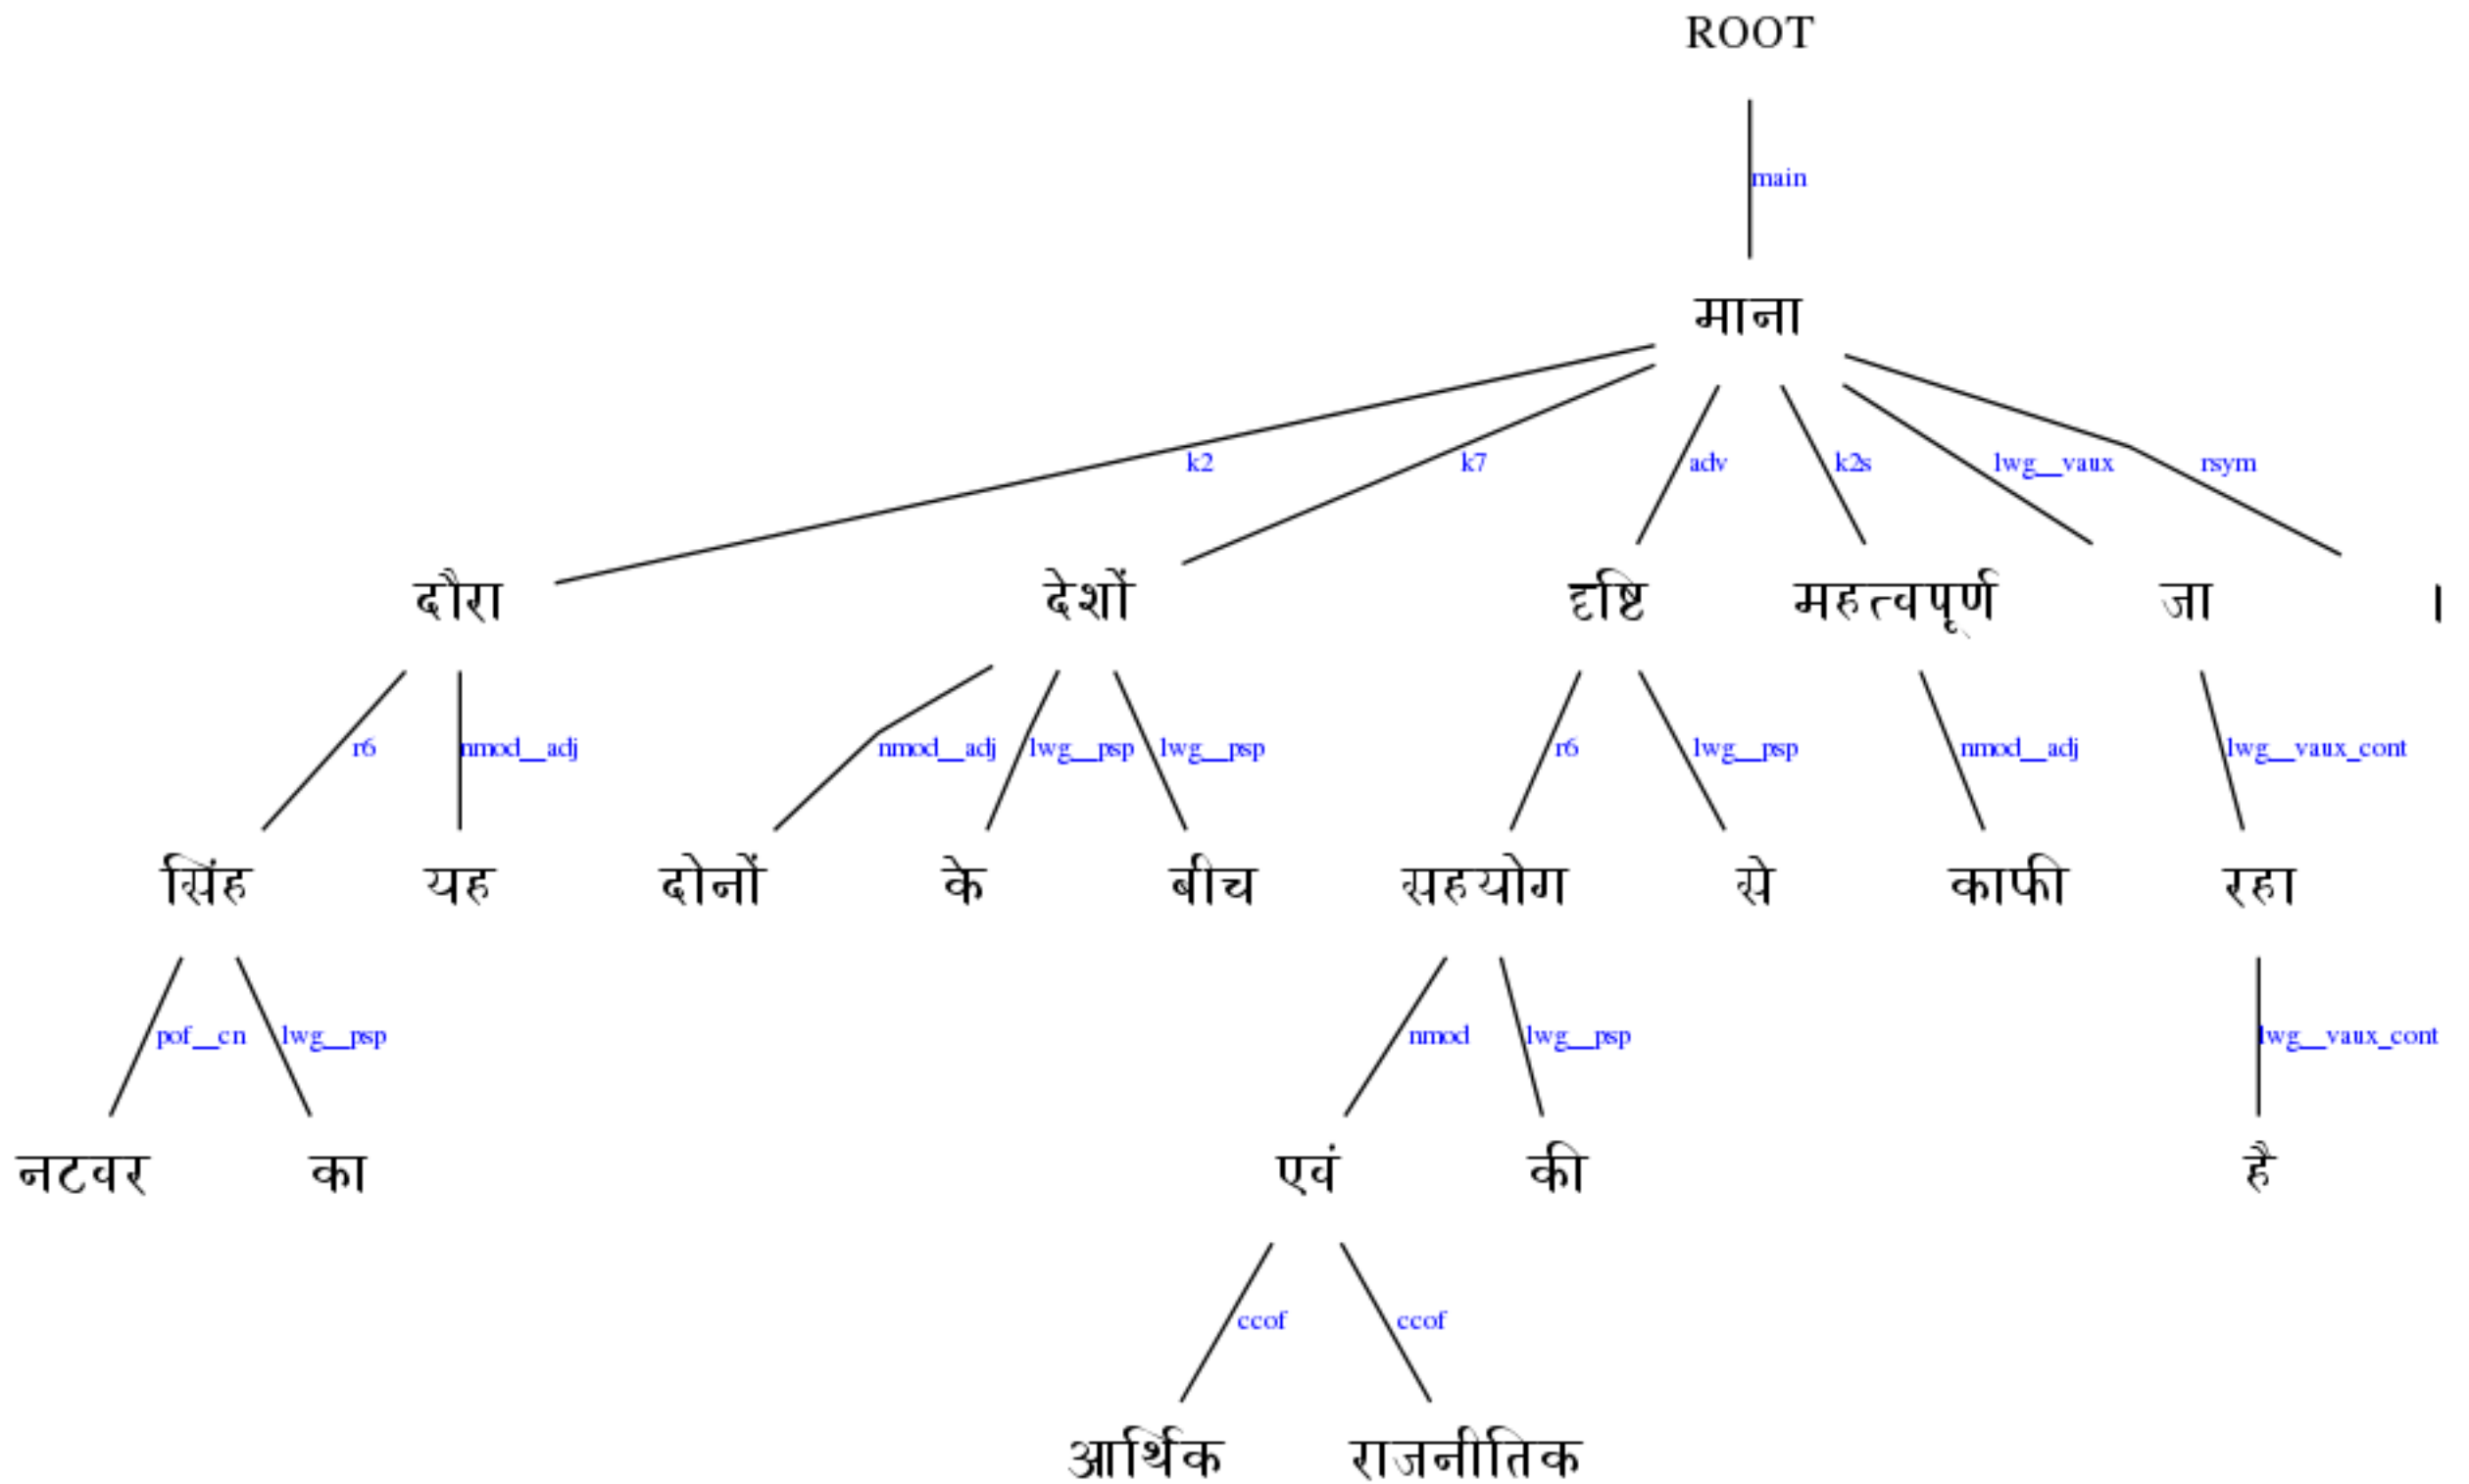 ROOT
main
माना
k2 k7 adv k2s lwg__vaux rsym
दौरा देशों दृष्टि महत्वपूर्ण जा ।
r6 nmod__adj nmod__adj lwg__psp lwg__psp r6 lwg__psp nmod__adj lwg__vaux_cont
सिंह यह दोनों के बीच सहयोग से काफी रहा
pof__cn lwg__psp nmod lwg__psp lwg__vaux_cont
नटवर का एवं की है
ccof ccof
आर्थिक राजनीतिक